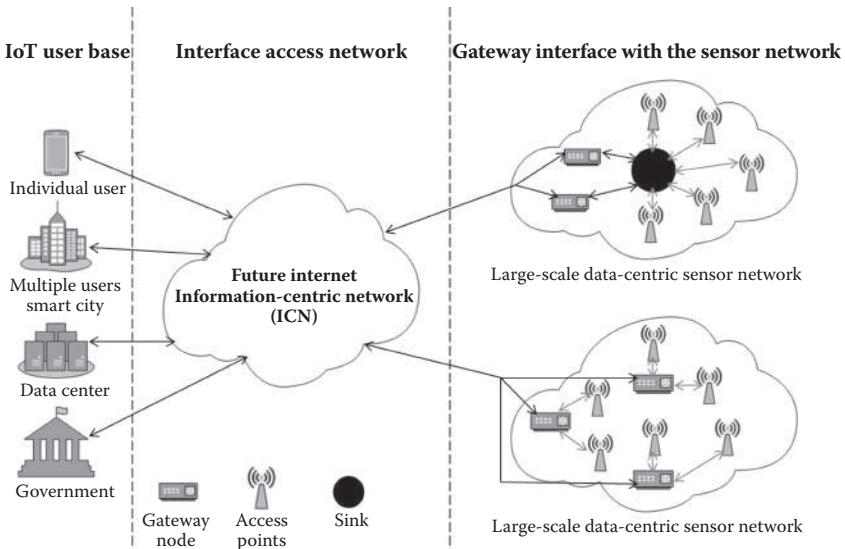 IoT user base
Interface access network
Gateway interface with the sensor network
Individual user
Multiple users
smart city
Data center
Government
Future internet
Information-centric network
(ICN)
Large-scale data-centric sensor network
Large-scale data-centric sensor network
Gateway
node
Access
points
Sink